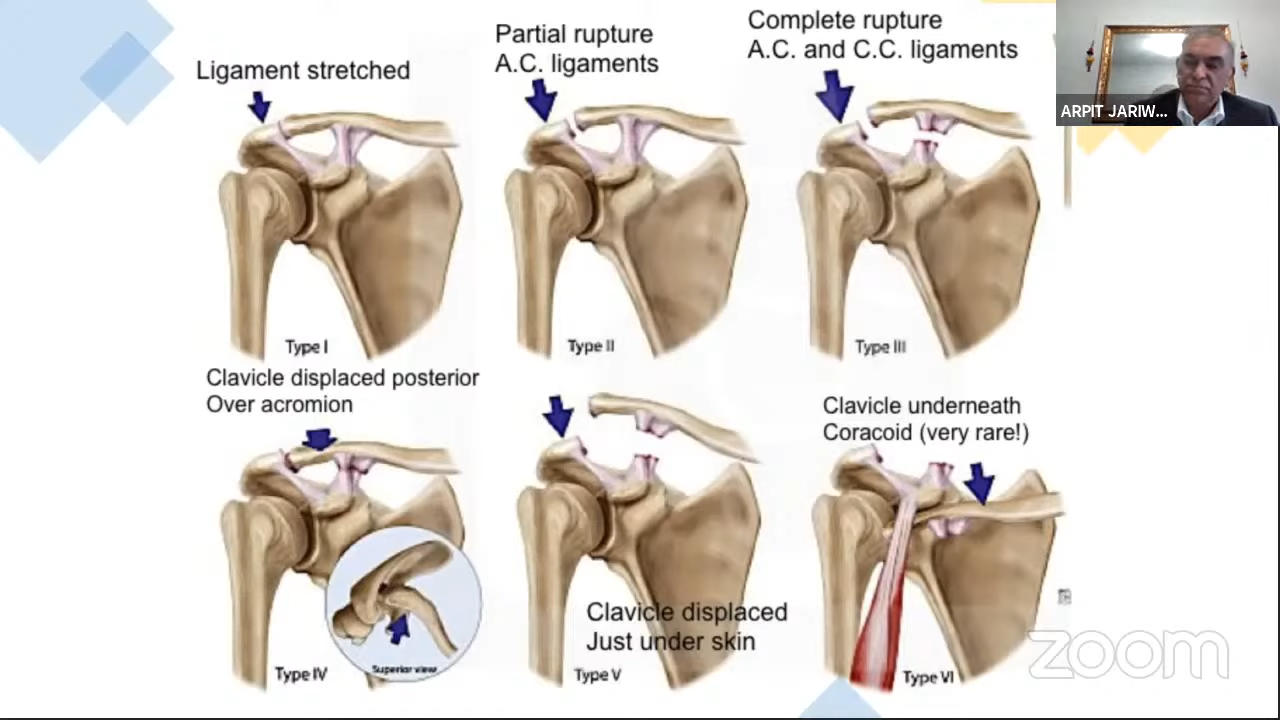 Ligament stretched
Partial rupture
A.C. ligaments
Complete rupture
A.C. and C.C. ligaments
ARPIT JARIW...
Type I
Type II
Type III
Clavicle displaced posterior
Over acromion
Clavicle underneath
Coracoid (very rare!)
Clavicle displaced
Just under skin
Superior view
Type IV
Type V
Type VI
zoom